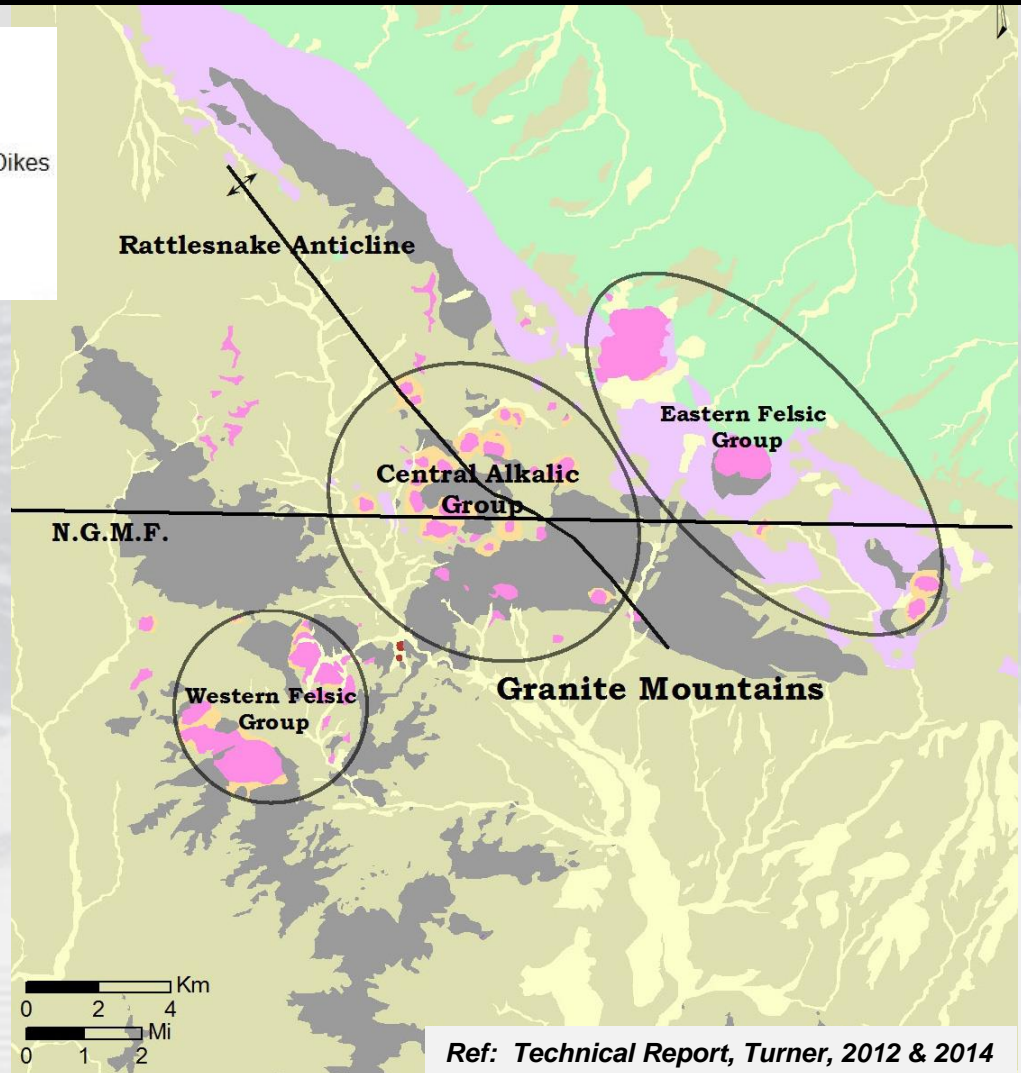 Dikes
Rattlesnake Anticline
Eastern Felsic
Group
Central Alkalic
Group
N.G.M.F.
Western Felsic
Group
Granite Mountains
Km
0 2 4
Mi
0 1 2
Ref: Technical Report, Turner, 2012 & 2014